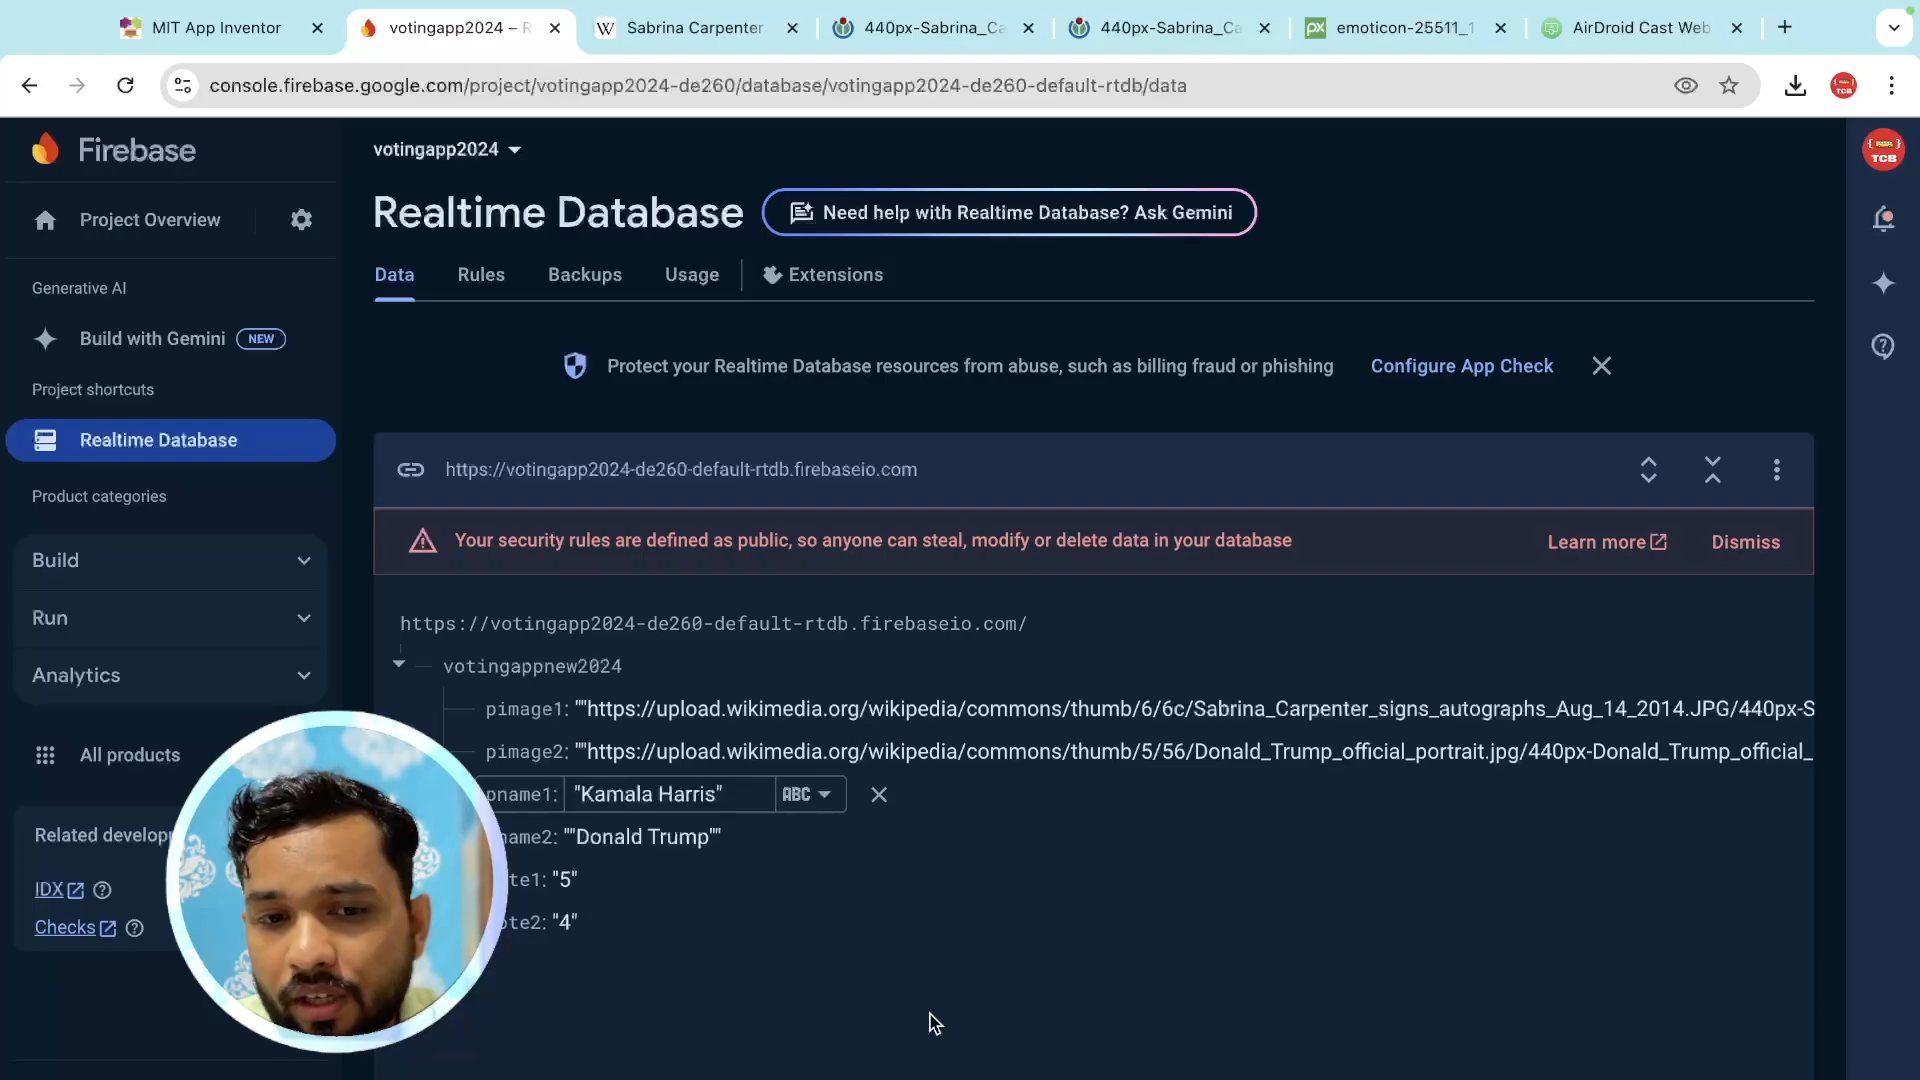 MIT App Inventor
votingapp2024 – R
Sabrina Carpenter
440px-Sabrina_Ca
440px-Sabrina_Ca
emoticon-25511_1
AirDroid Cast Web
console.firebase.google.com/project/votingapp2024-de260/database/votingapp2024-de260-default-rtdb/data
Firebase
votingapp2024
TCB
Project Overview
Realtime Database
Need help with Realtime Database? Ask Gemini
Data
Rules
Backups
Usage
Extensions
Generative AI
Build with Gemini
NEW
Project shortcuts
Realtime Database
Product categories
Build
Run
Analytics
All products
Related develop
IDX
Checks
Protect your Realtime Database resources from abuse, such as billing fraud or phishing
Configure App Check
https://votingapp2024-de260-default-rtdb.firebaseio.com
Your security rules are defined as public, so anyone can steal, modify or delete data in your database
Learn more
Dismiss
https://votingapp2024-de260-default-rtdb.firebaseio.com/
votingappnew2024
pimage1: ""https://upload.wikimedia.org/wikipedia/commons/thumb/6/6c/Sabrina_Carpenter_signs_autographs_Aug_14_2014.JPG/440px-S
pimage2: ""https://upload.wikimedia.org/wikipedia/commons/thumb/5/56/Donald_Trump_official_portrait.jpg/440px-Donald_Trump_official_
pname1: "Kamala Harris" ABC
name2: ""Donald Trump""
te1: "5"
ote2: "4"